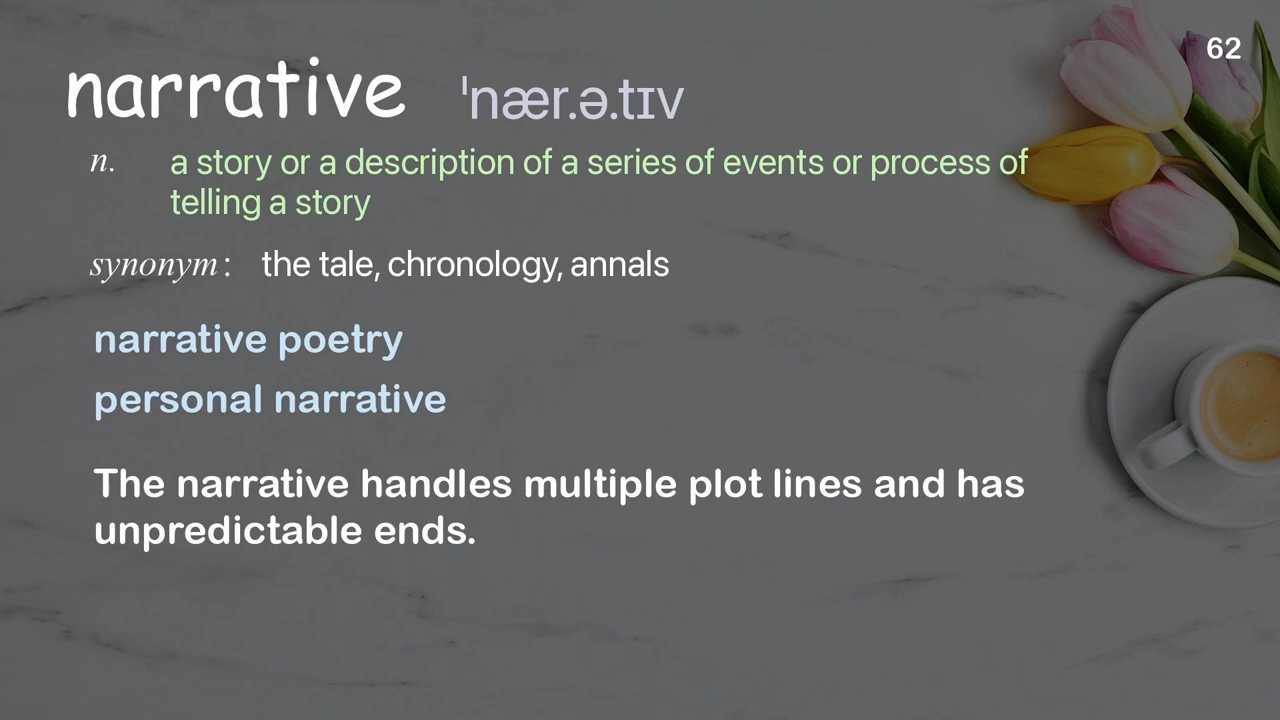 62
narrative ˈnær.ə.tɪv
n. a story or a description of a series of events or process of
telling a story
synonym: the tale, chronology, annals
narrative poetry
personal narrative
The narrative handles multiple plot lines and has
unpredictable ends.